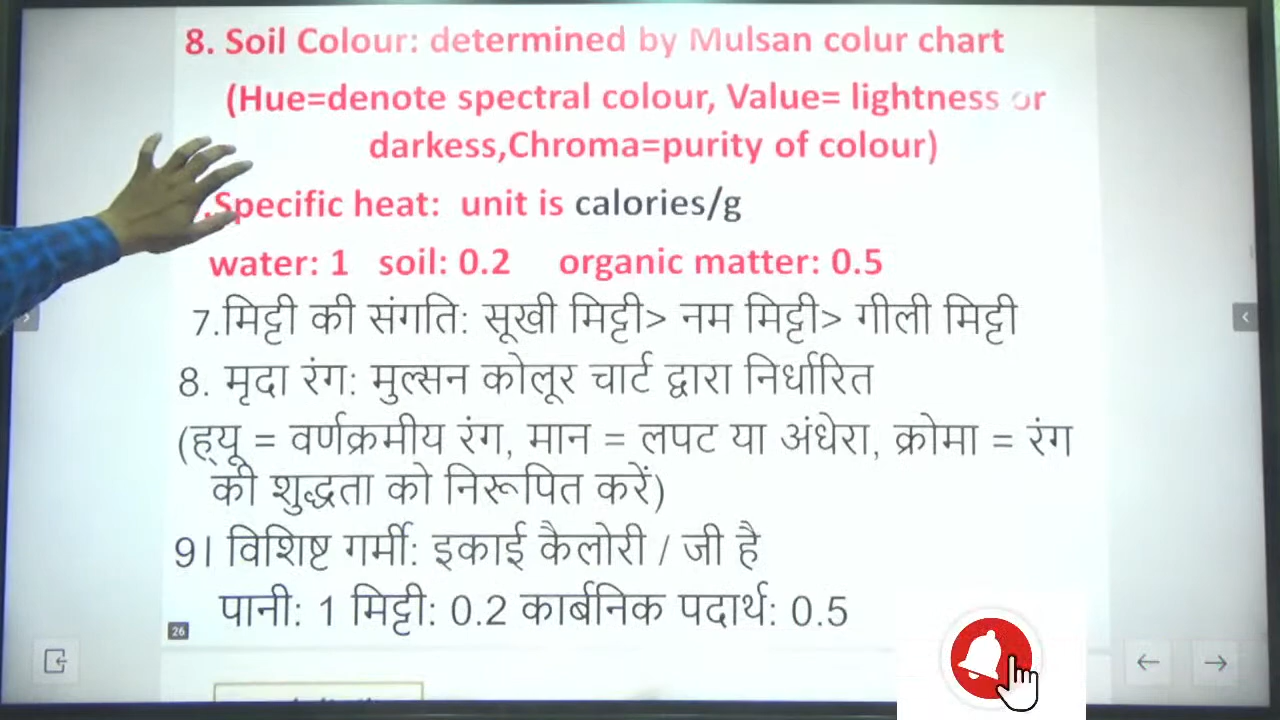 8. Soil Colour: determined by Mulsan colur chart
(Hue=denote spectral colour, Value= lightness or
darkess,Chroma=purity of colour)
.Specific heat: unit is calories/g
water: 1 soil: 0.2 organic matter: 0.5
7.मिट्टी की संगति: सूखी मिट्टी> नम मिट्टी> गीली मिट्टी
8. मृदा रंग: मुल्सन कोलूर चार्ट द्वारा निर्धारित
(ह्यू = वर्णक्रमीय रंग, मान = लपट या अंधेरा, क्रोमा = रंग
की शुद्धता को निरूपित करें)
9। विशिष्ट गर्मी: इकाई कैलोरी / जी है
पानी: 1 मिट्टी: 0.2 कार्बनिक पदार्थ: 0.5
26